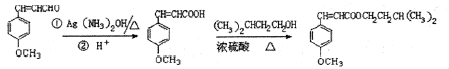 CH=CHCHO
① Ag(NH₃)₂OH/△
② H⁺
OCH₃
CH=CHCOOH
OCH₃
(CH₃)₂CHCH₂CH₂OH
浓硫酸 △
CH=CHCOOCH₂CH₂CH(CH₃)₂
OCH₃